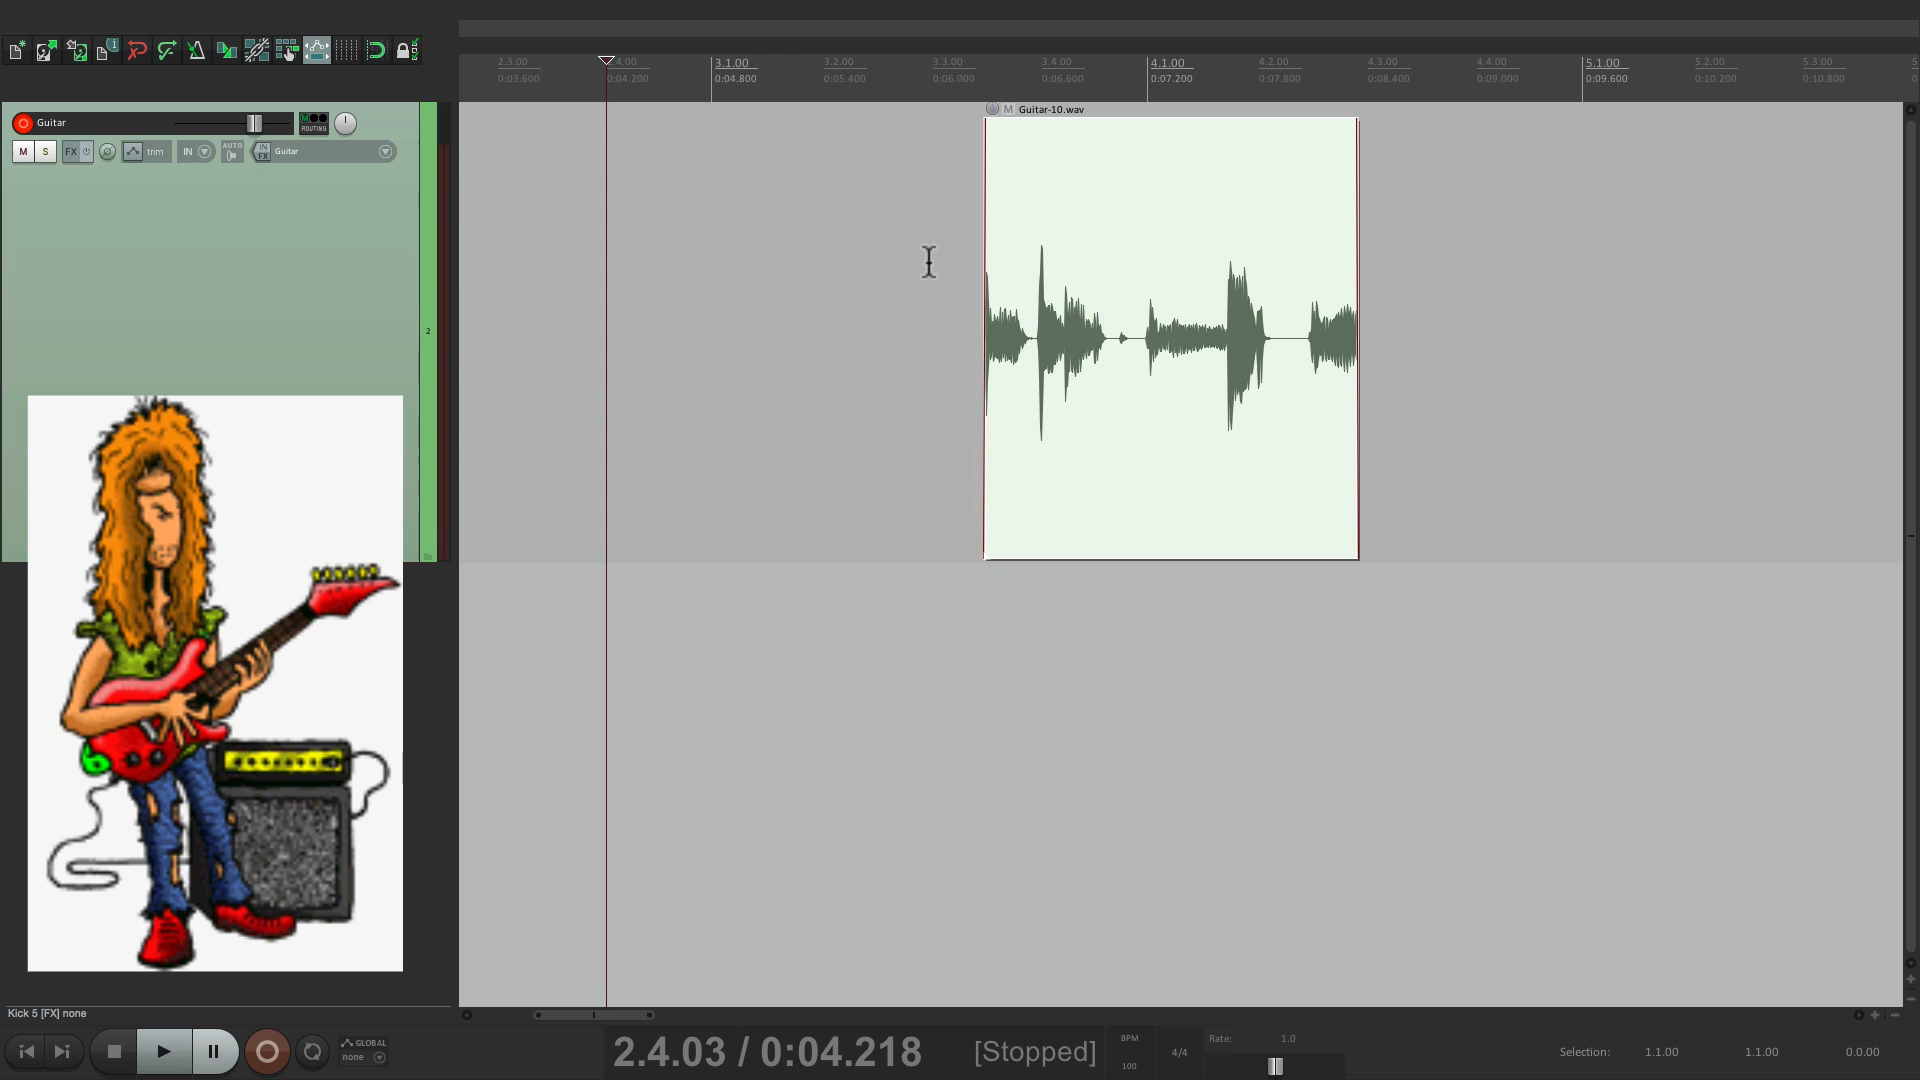 2.3.00 2.4.00 3.1.00 3.2.00 3.3.00 3.4.00 4.1.00 4.2.00 4.3.00 4.4.00 5.1.00 5.2.00 5.3.00
0:03.600 0:04.200 0:04.800 0:05.400 0:06.000 0:06.600 0:07.200 0:07.800 0:08.400 0:09.000 0:09.600 0:10.200 0:10.800
M Guitar-10.wav
Guitar M ROUTING
M S FX trim IN AUTO IN FX Guitar
2
Kick 5 [FX] none
GLOBAL
none
2.4.03 / 0:04.218 [Stopped]
BPM
100
4/4
Rate: 1.0
Selection: 1.1.00 1.1.00 0.0.00